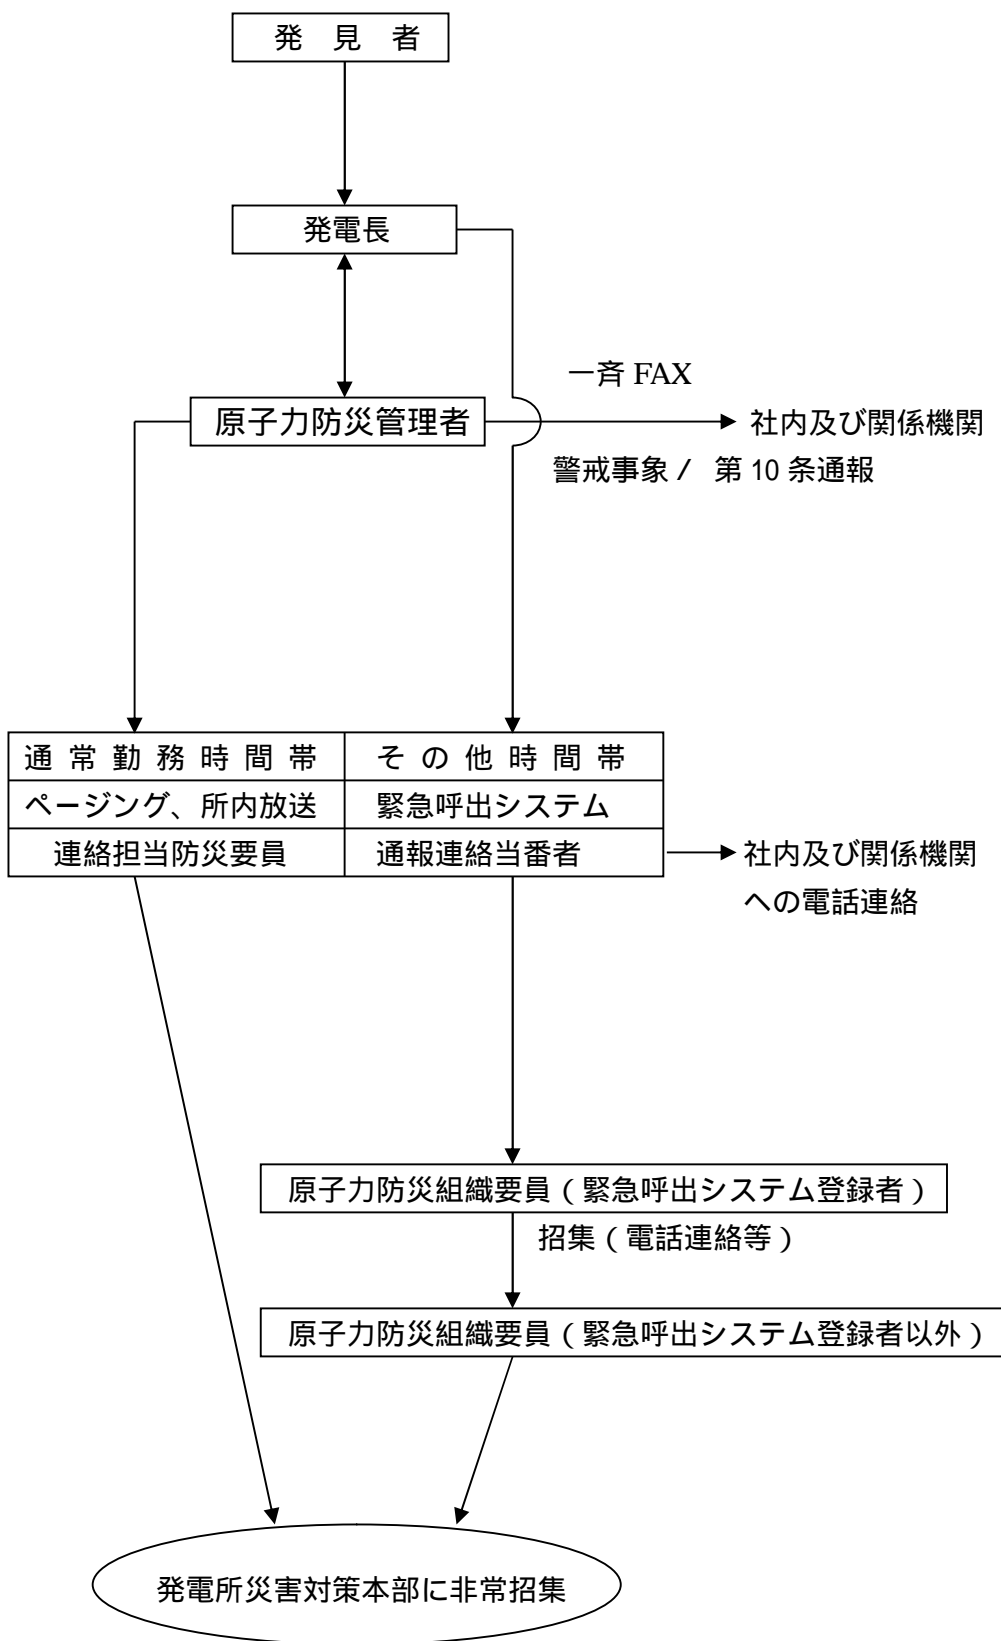 発　見　者
発電長
一斉 FAX
原子力防災管理者
社内及び関係機関
警戒事象 /　第 10 条通報
通 常 勤 務 時 間 帯
そ の 他 時 間 帯
ページング、所内放送
緊急呼出システム
連絡担当防災要員
通報連絡当番者
社内及び関係機関
への電話連絡
原子力防災組織要員（緊急呼出システム登録者）
招集（電話連絡等）
原子力防災組織要員（緊急呼出システム登録者以外）
発電所災害対策本部に非常招集